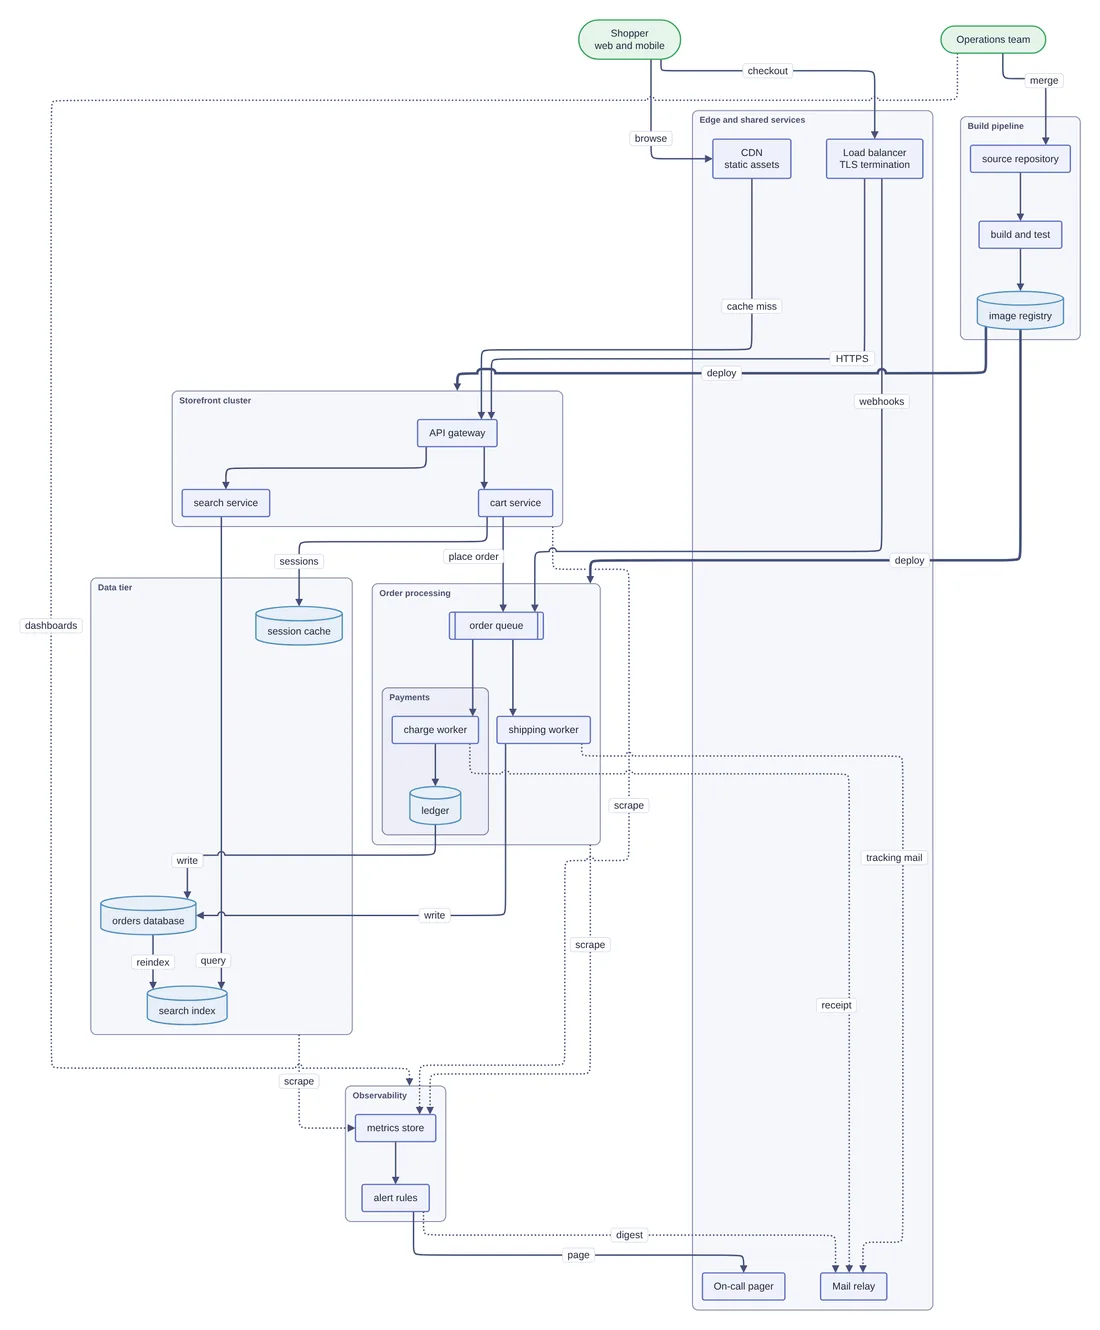 Shopper
web and mobile
Operations team
checkout
merge
Edge and shared services
Build pipeline
browse
CDN
static assets
Load balancer
TLS termination
source repository
build and test
cache miss
image registry
HTTPS
deploy
Storefront cluster
webhooks
API gateway
search service
cart service
place order
sessions
deploy
Data tier
Order processing
dashboards
session cache
order queue
Payments
charge worker
shipping worker
scrape
ledger
write
tracking mail
orders database
write
scrape
reindex
query
receipt
search index
scrape
Observability
metrics store
alert rules
digest
page
On-call pager
Mail relay